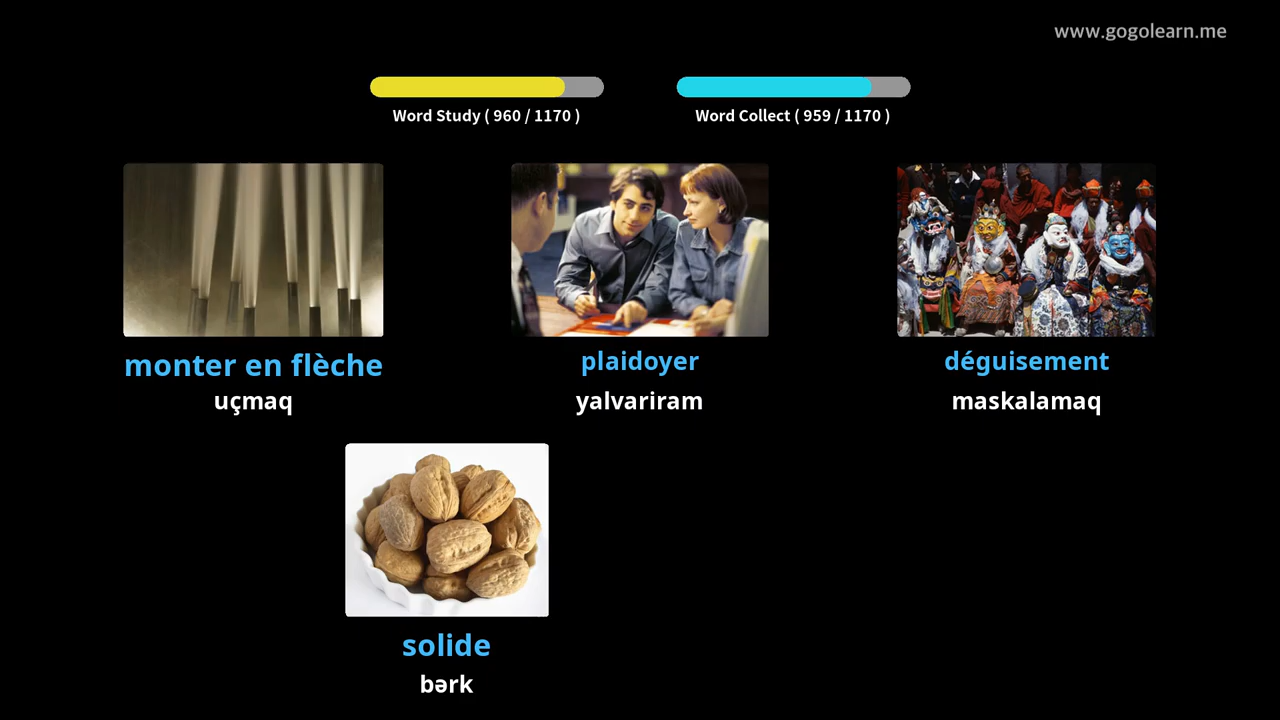 www.gogolearn.me
Word Study ( 960 / 1170 )
Word Collect ( 959 / 1170 )
monter en flèche
uçmaq
plaidoyer
yalvariram
déguisement
maskalamaq
solide
bərk